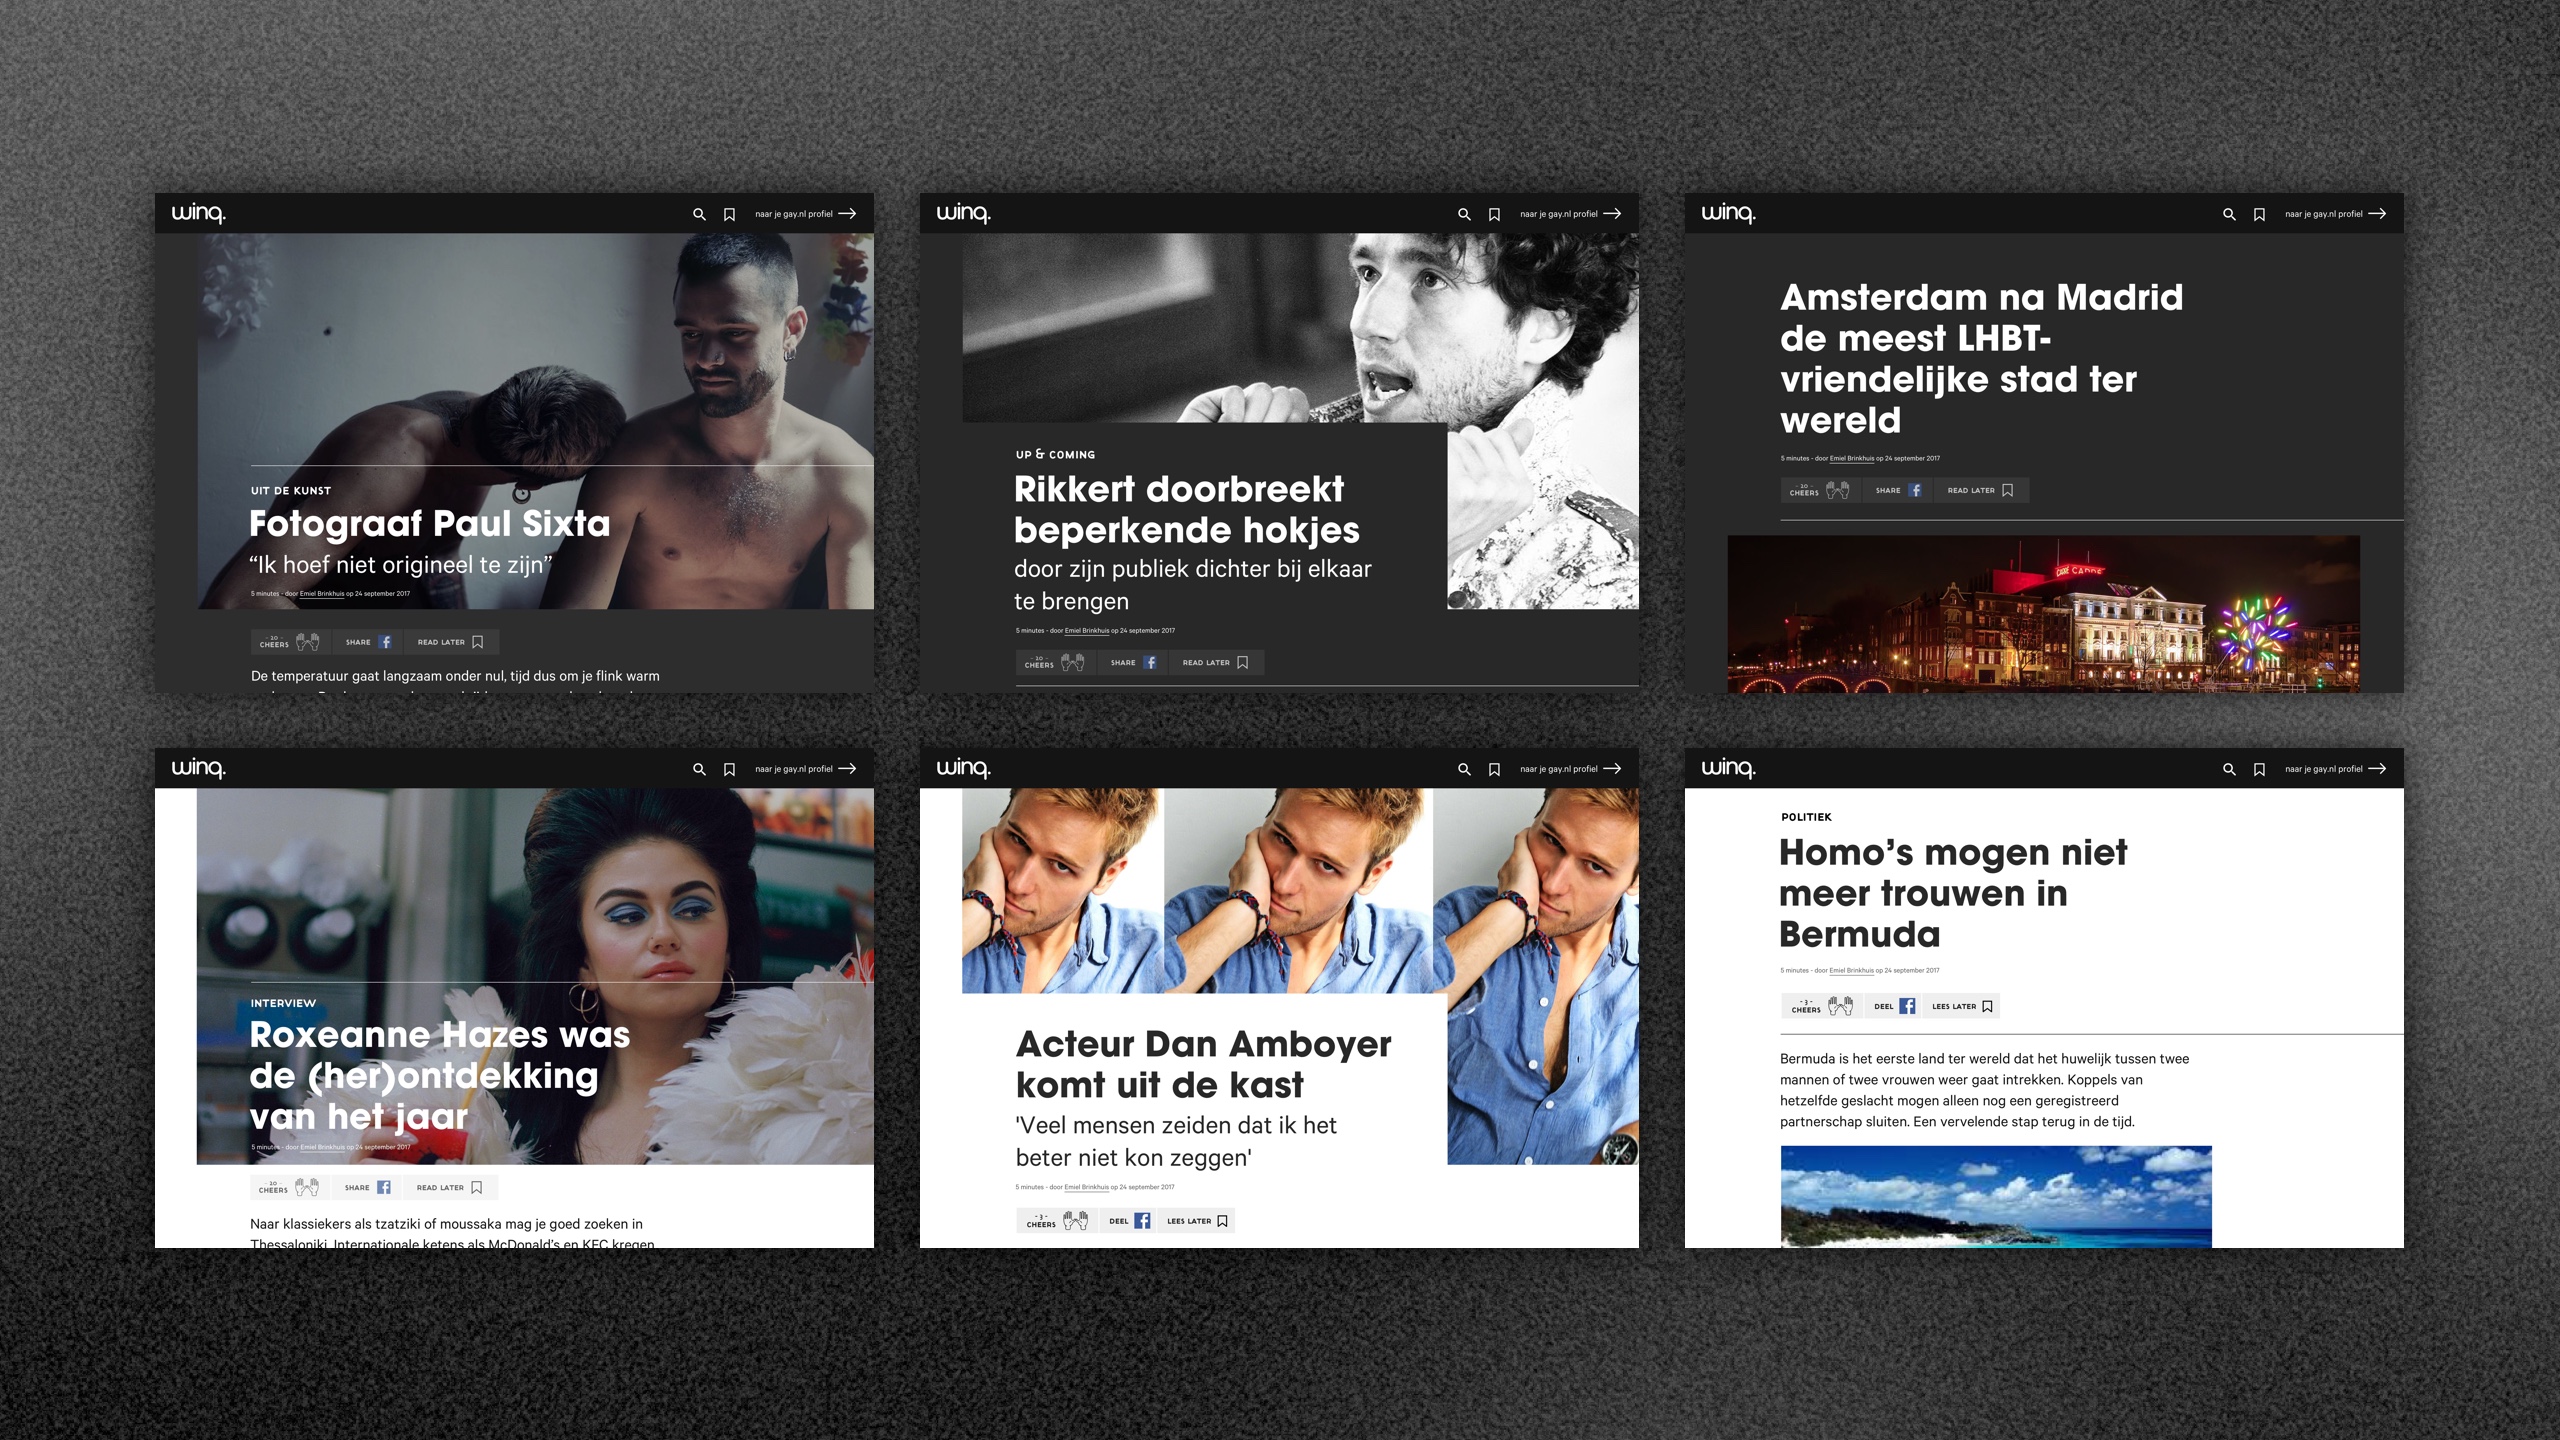 winq.
naar je gay.nl profiel
UIT DE KUNST
Fotograaf Paul Sixta
“Ik hoef niet origineel te zijn”
5 minutes - door Emiel Brinkhuis op 24 september 2017
- 10 -
CHEERS
SHARE
READ LATER
De temperatuur gaat langzaam onder nul, tijd dus om je flink warm
winq.
naar je gay.nl profiel
UP & COMING
Rikkert doorbreekt
beperkende hokjes
door zijn publiek dichter bij elkaar
te brengen
5 minutes - door Emiel Brinkhuis op 24 september 2017
- 10 -
CHEERS
SHARE
READ LATER
winq.
naar je gay.nl profiel
Amsterdam na Madrid
de meest LHBT-
vriendelijke stad ter
wereld
5 minutes - door Emiel Brinkhuis op 24 september 2017
- 10 -
CHEERS
SHARE
READ LATER
CARRE
winq.
naar je gay.nl profiel
INTERVIEW
Roxeanne Hazes was
de (her)ontdekking
van het jaar
5 minutes - door Emiel Brinkhuis op 24 september 2017
- 10 -
CHEERS
SHARE
READ LATER
Naar klassiekers als tzatziki of moussaka mag je goed zoeken in
Thessaloniki. Internationale ketens als McDonald’s en KFC kregen
winq.
naar je gay.nl profiel
Acteur Dan Amboyer
komt uit de kast
'Veel mensen zeiden dat ik het
beter niet kon zeggen'
5 minutes - door Emiel Brinkhuis op 24 september 2017
- 3 -
CHEERS
DEEL
LEES LATER
winq.
naar je gay.nl profiel
POLITIEK
Homo’s mogen niet
meer trouwen in
Bermuda
5 minutes - door Emiel Brinkhuis op 24 september 2017
- 3 -
CHEERS
DEEL
LEES LATER
Bermuda is het eerste land ter wereld dat het huwelijk tussen twee
mannen of twee vrouwen weer gaat intrekken. Koppels van
hetzelfde geslacht mogen alleen nog een geregistreerd
partnerschap sluiten. Een vervelende stap terug in de tijd.